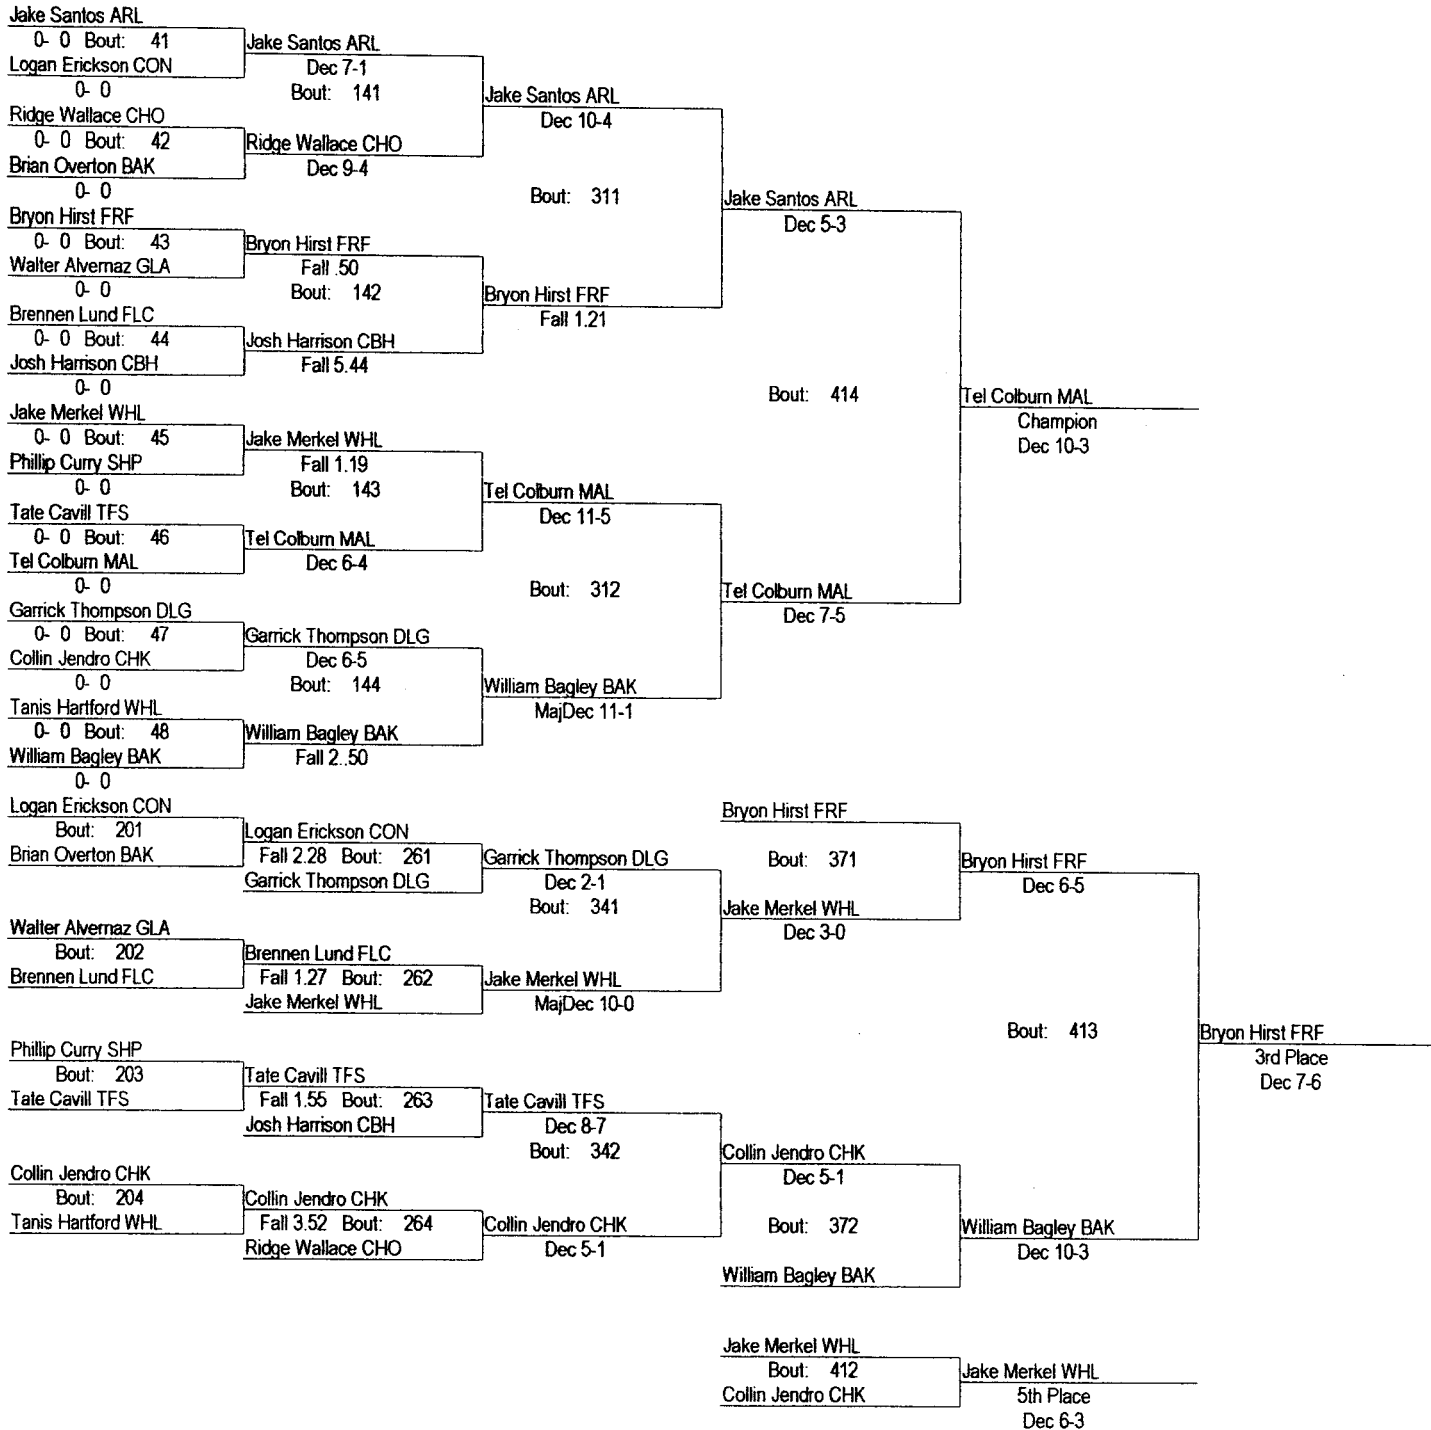 Jake Santos ARL
0- 0 Bout: 41
Logan Erickson CON
0- 0
Ridge Wallace CHO
0- 0 Bout: 42
Brian Overton BAK
0- 0
Bryon Hirst FRF
0- 0 Bout: 43
Walter Alvernaz GLA
0- 0
Brennen Lund FLC
0- 0 Bout: 44
Josh Harrison CBH
0- 0
Jake Merkel WHL
0- 0 Bout: 45
Phillip Curry SHP
0- 0
Tate Cavill TFS
0- 0 Bout: 46
Tel Colburn MAL
0- 0
Garrick Thompson DLG
0- 0 Bout: 47
Collin Jendro CHK
0- 0
Tanis Hartford WHL
0- 0 Bout: 48
William Bagley BAK
0- 0
Jake Santos ARL
Dec 7-1
Bout: 141
Ridge Wallace CHO
Dec 9-4
Bryon Hirst FRF
Fall .50
Bout: 142
Josh Harrison CBH
Fall 5.44
Jake Merkel WHL
Fall 1.19
Bout: 143
Tel Colburn MAL
Dec 6-4
Garrick Thompson DLG
Dec 6-5
Bout: 144
William Bagley BAK
Fall 2..50
Jake Santos ARL
Dec 10-4
Bout: 311
Bryon Hirst FRF
Fall 1.21
Tel Colburn MAL
Dec 11-5
Bout: 312
William Bagley BAK
MajDec 11-1
Jake Santos ARL
Dec 5-3
Bout: 414
Tel Colburn MAL
Dec 7-5
Tel Colburn MAL
Champion
Dec 10-3
Logan Erickson CON
Bout: 201
Brian Overton BAK
Walter Alvernaz GLA
Bout: 202
Brennen Lund FLC
Phillip Curry SHP
Bout: 203
Tate Cavill TFS
Collin Jendro CHK
Bout: 204
Tanis Hartford WHL
Logan Erickson CON
Fall 2.28 Bout: 261
Garrick Thompson DLG
Brennen Lund FLC
Fall 1.27 Bout: 262
Jake Merkel WHL
Tate Cavill TFS
Fall 1.55 Bout: 263
Josh Harrison CBH
Collin Jendro CHK
Fall 3.52 Bout: 264
Ridge Wallace CHO
Garrick Thompson DLG
Dec 2-1
Bout: 341
Jake Merkel WHL
MajDec 10-0
Tate Cavill TFS
Dec 8-7
Bout: 342
Collin Jendro CHK
Dec 5-1
Bryon Hirst FRF
Bout: 371
Jake Merkel WHL
Dec 3-0
Collin Jendro CHK
Dec 5-1
Bout: 372
William Bagley BAK
Bryon Hirst FRF
Dec 6-5
Bout: 413
William Bagley BAK
Dec 10-3
Bryon Hirst FRF
3rd Place
Dec 7-6
Jake Merkel WHL
Bout: 412
Collin Jendro CHK
Jake Merkel WHL
5th Place
Dec 6-3